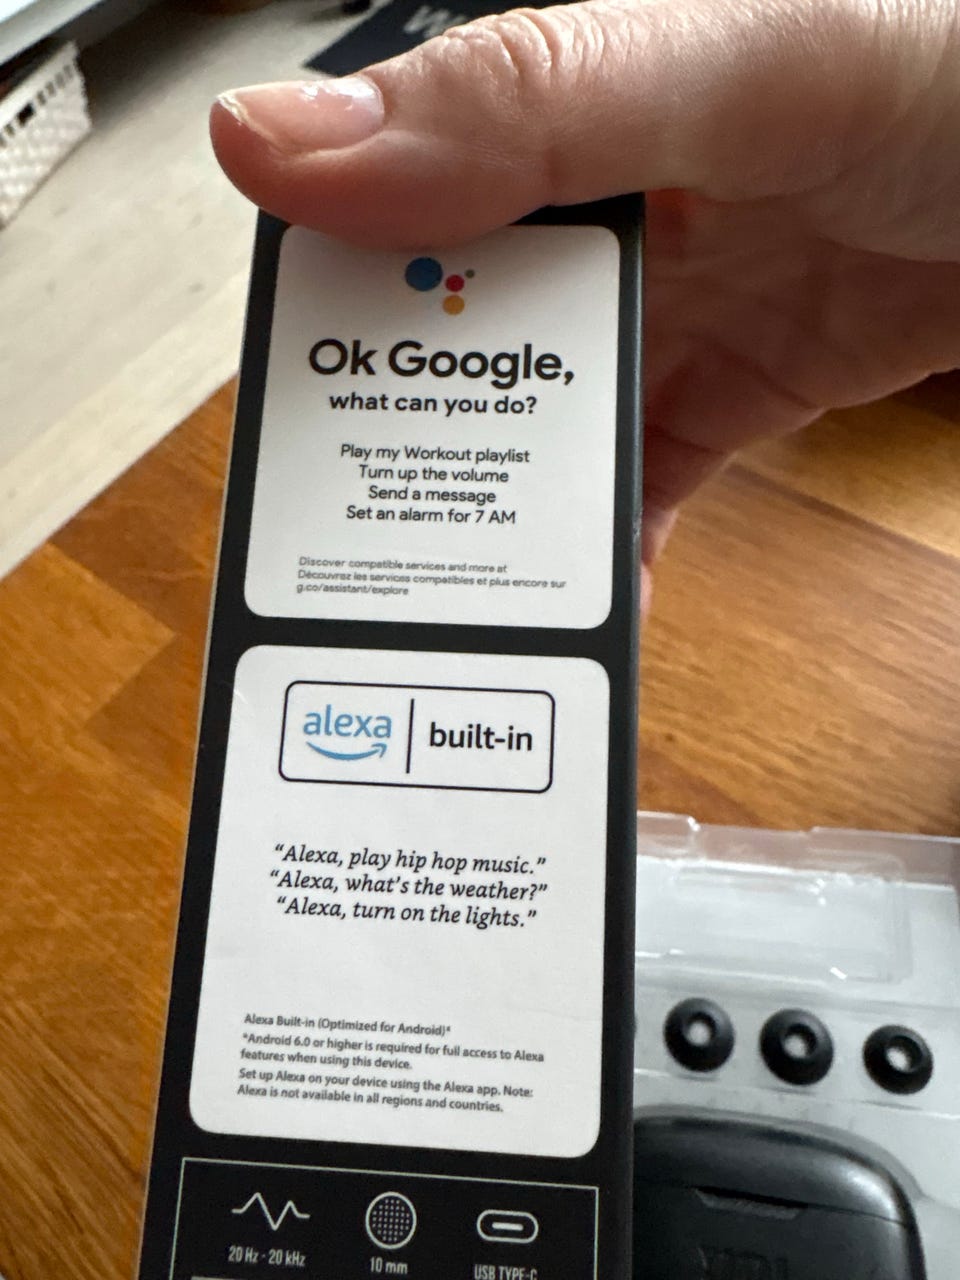 Ok Google,
what can you do?
Play my Workout playlist
Turn up the volume
Send a message
Set an alarm for 7 AM
Discover compatible services and more at
Découvrez les services compatibles et plus encore sur
g.co/assistant/explore
alexa built-in
“Alexa, play hip hop music.”
“Alexa, what's the weather?”
“Alexa, turn on the lights.”
Alexa Built-in (Optimized for Android)*
*Android 6.0 or higher is required for full access to Alexa
features when using this device.
Set up Alexa on your device using the Alexa app. Note:
Alexa is not available in all regions and countries.
20 Hz - 20 kHz
10 mm
USB TYPE-C